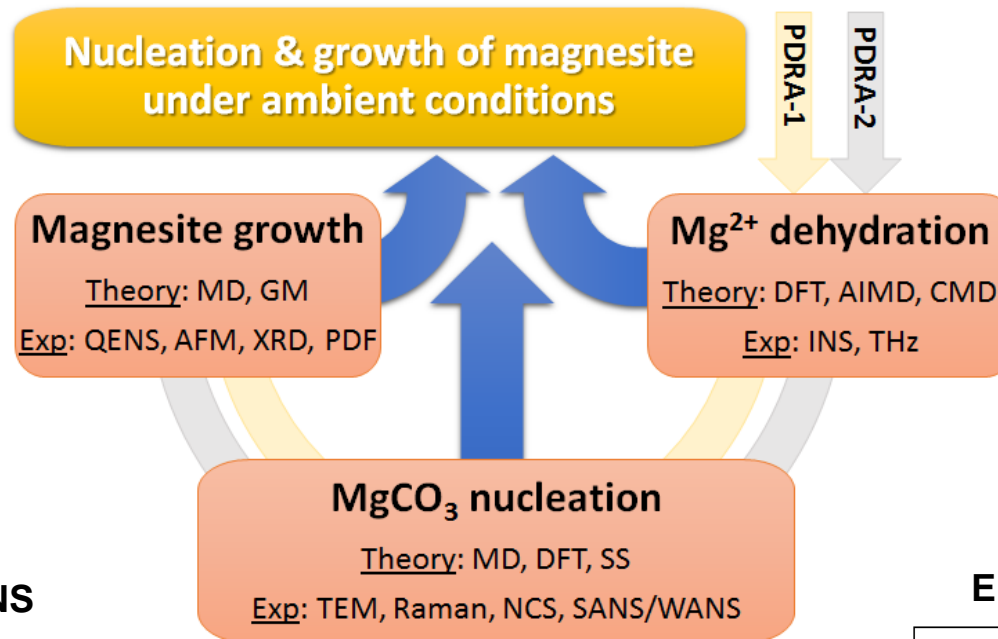 Nucleation & growth of magnesite
under ambient conditions
PDRA-1
PDRA-2
Magnesite growth
Theory: MD, GM
Exp: QENS, AFM, XRD, PDF
Mg²⁺ dehydration
Theory: DFT, AIMD, CMD
Exp: INS, THz
MgCO₃ nucleation
Theory: MD, DFT, SS
Exp: TEM, Raman, NCS, SANS/WANS